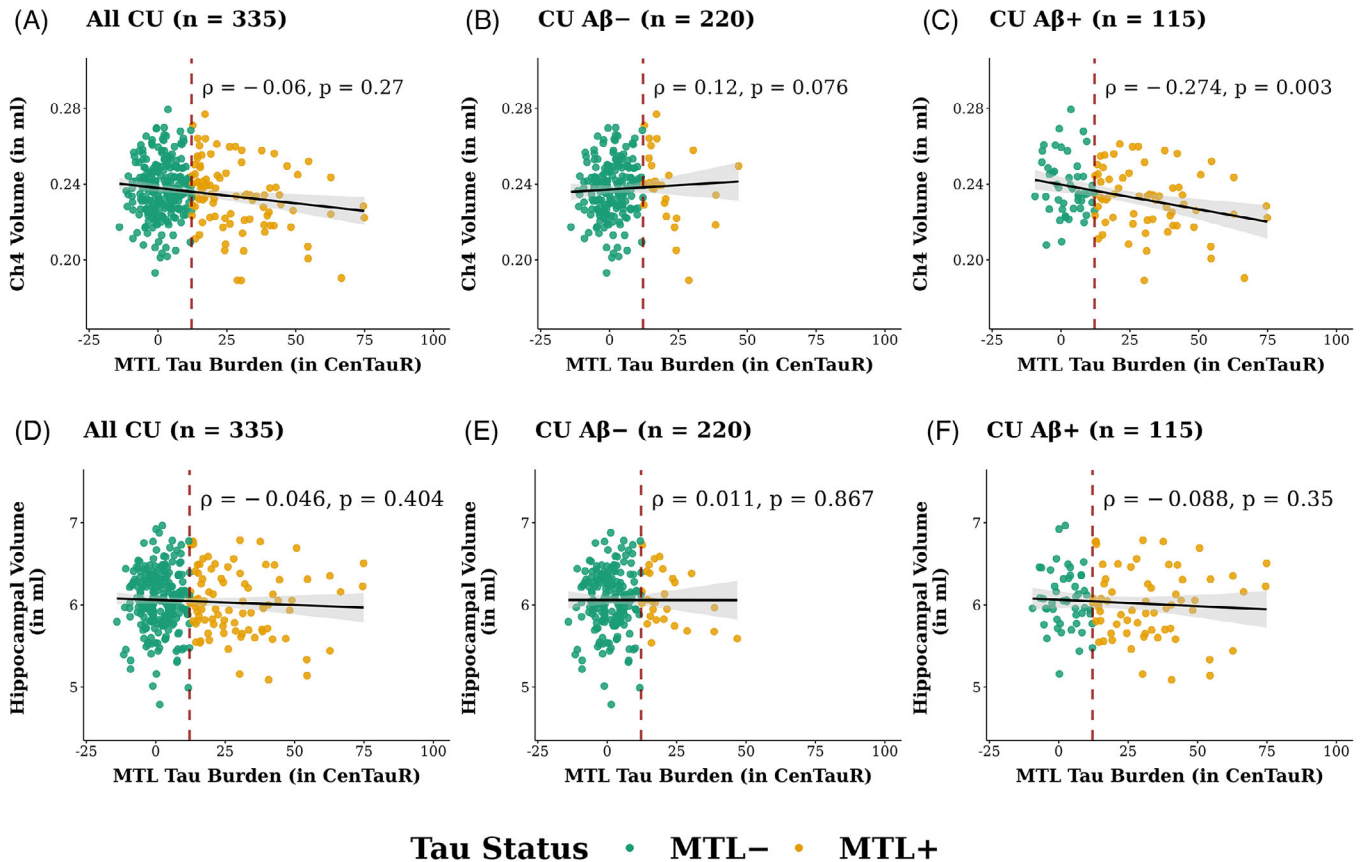 (A) All CU (n = 335)
ρ = −0.06, p = 0.27
Ch4 Volume (in ml)
0.28
0.24
0.20
-25 0 25 50 75 100
MTL Tau Burden (in CenTauR)
(B) CU Aβ− (n = 220)
ρ = 0.12, p = 0.076
Ch4 Volume (in ml)
0.28
0.24
0.20
-25 0 25 50 75 100
MTL Tau Burden (in CenTauR)
(C) CU Aβ+ (n = 115)
ρ = −0.274, p = 0.003
Ch4 Volume (in ml)
0.28
0.24
0.20
-25 0 25 50 75 100
MTL Tau Burden (in CenTauR)
(D) All CU (n = 335)
ρ = −0.046, p = 0.404
Hippocampal Volume
(in ml)
7
6
5
-25 0 25 50 75 100
MTL Tau Burden (in CenTauR)
(E) CU Aβ− (n = 220)
ρ = 0.011, p = 0.867
Hippocampal Volume
(in ml)
7
6
5
-25 0 25 50 75 100
MTL Tau Burden (in CenTauR)
(F) CU Aβ+ (n = 115)
ρ = −0.088, p = 0.35
Hippocampal Volume
(in ml)
7
6
5
-25 0 25 50 75 100
MTL Tau Burden (in CenTauR)
Tau Status MTL− MTL+